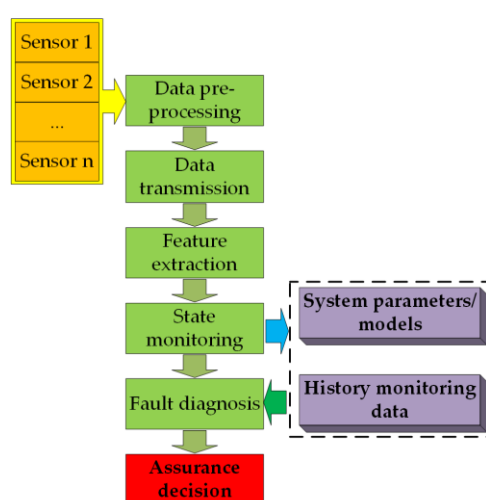 Sensor 1
Sensor 2
...
Sensor n
Data pre-
processing
Data
transmission
Feature
extraction
State
monitoring
System parameters/
models
Fault diagnosis
History monitoring
data
Assurance
decision